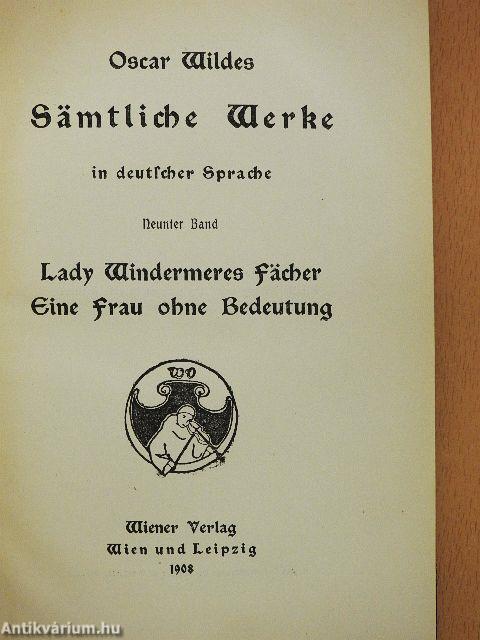 Oscar Wildes
Sämtliche Werke
in deutſcher Sprache
Neunter Band
Lady Windermeres Fächer
Eine Frau ohne Bedeutung
WV
Wiener Verlag
Wien und Leipzig
1908
Antikvárium.hu